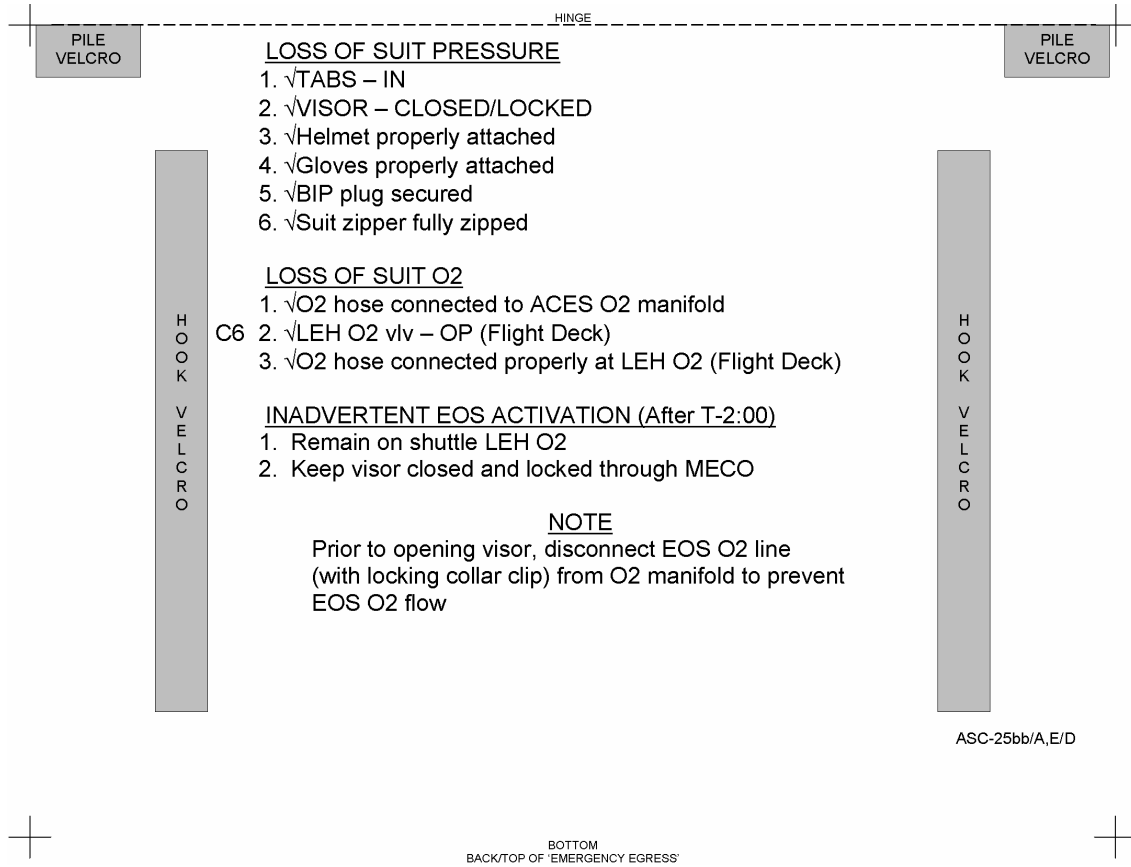 HINGE
PILE
VELCRO
PILE
VELCRO
LOSS OF SUIT PRESSURE
1. √TABS – IN
2. √VISOR – CLOSED/LOCKED
3. √Helmet properly attached
4. √Gloves properly attached
5. √BIP plug secured
6. √Suit zipper fully zipped
LOSS OF SUIT O2
1. √O2 hose connected to ACES O2 manifold
C6 2. √LEH O2 vlv – OP (Flight Deck)
3. √O2 hose connected properly at LEH O2 (Flight Deck)
INADVERTENT EOS ACTIVATION (After T-2:00)
1. Remain on shuttle LEH O2
2. Keep visor closed and locked through MECO
NOTE
Prior to opening visor, disconnect EOS O2 line
(with locking collar clip) from O2 manifold to prevent
EOS O2 flow
HOOK VELCRO
HOOK VELCRO
ASC-25bb/A,E/D
BOTTOM
BACK/TOP OF 'EMERGENCY EGRESS'